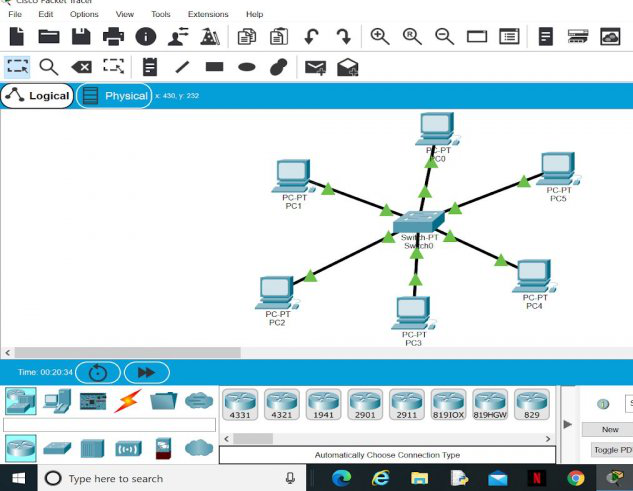 Cisco Packet Tracer
File Edit Options View Tools Extensions Help
Logical Physical x: 430, y: 232
PC-PT
PC0
PC-PT
PC1
PC-PT
PC5
Switch-PT
Switch0
PC-PT
PC2
PC-PT
PC4
PC-PT
PC3
Time: 00:20:34
4331 4321 1941 2901 2911 819IOX 819HGW 829
Automatically Choose Connection Type
New
Toggle PD
Type here to search